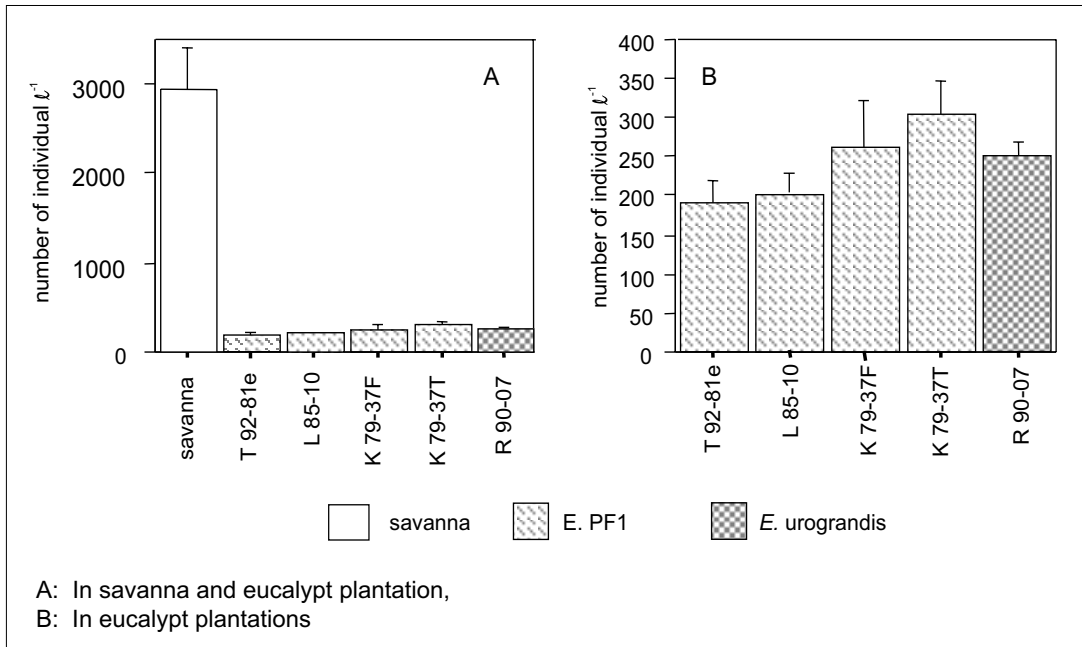 number of individual ℓ⁻¹
3000
2000
1000
0
A
savanna
T 92-81e
L 85-10
K 79-37F
K 79-37T
R 90-07
number of individual ℓ⁻¹
400
350
300
250
200
150
100
50
0
B
T 92-81e
L 85-10
K 79-37F
K 79-37T
R 90-07
savanna
E. PF1
E. urograndis
A: In savanna and eucalypt plantation,
B: In eucalypt plantations